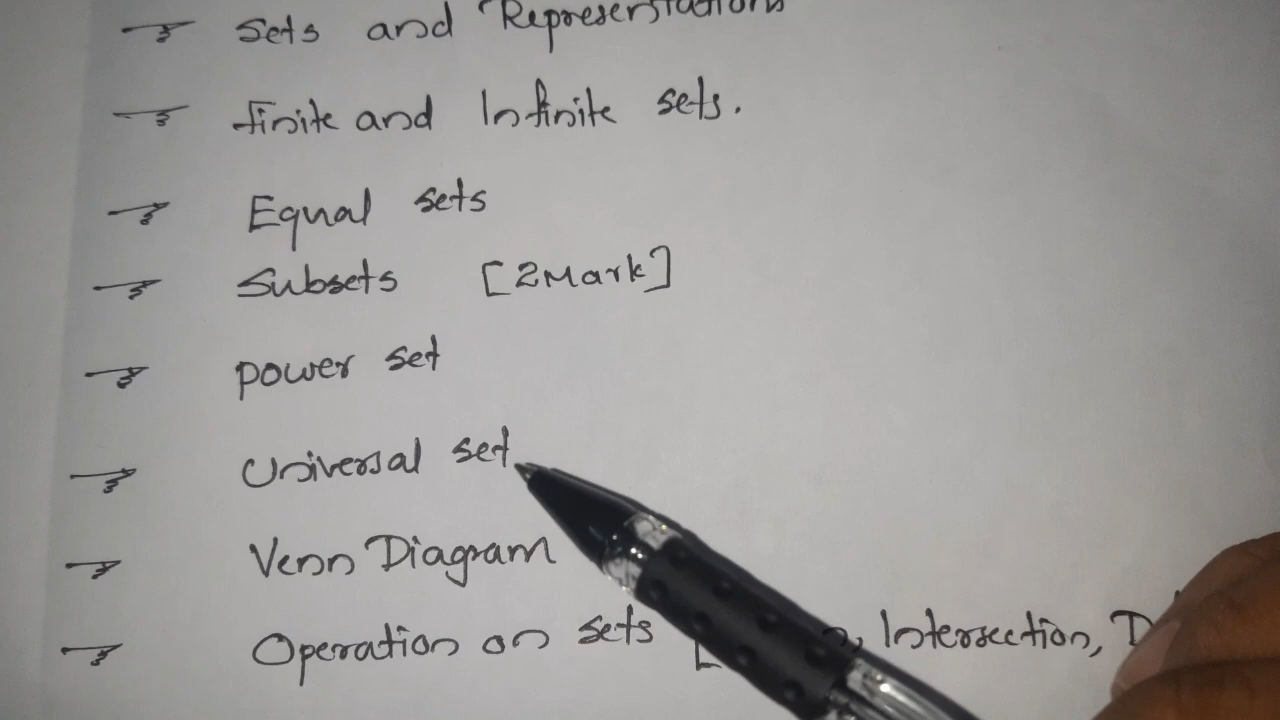 Sets and Representations
finite and Infinite sets.
Equal sets
Subsets [2Mark]
power set
Universal set
Venn Diagram
Operation on sets [ Intersection,